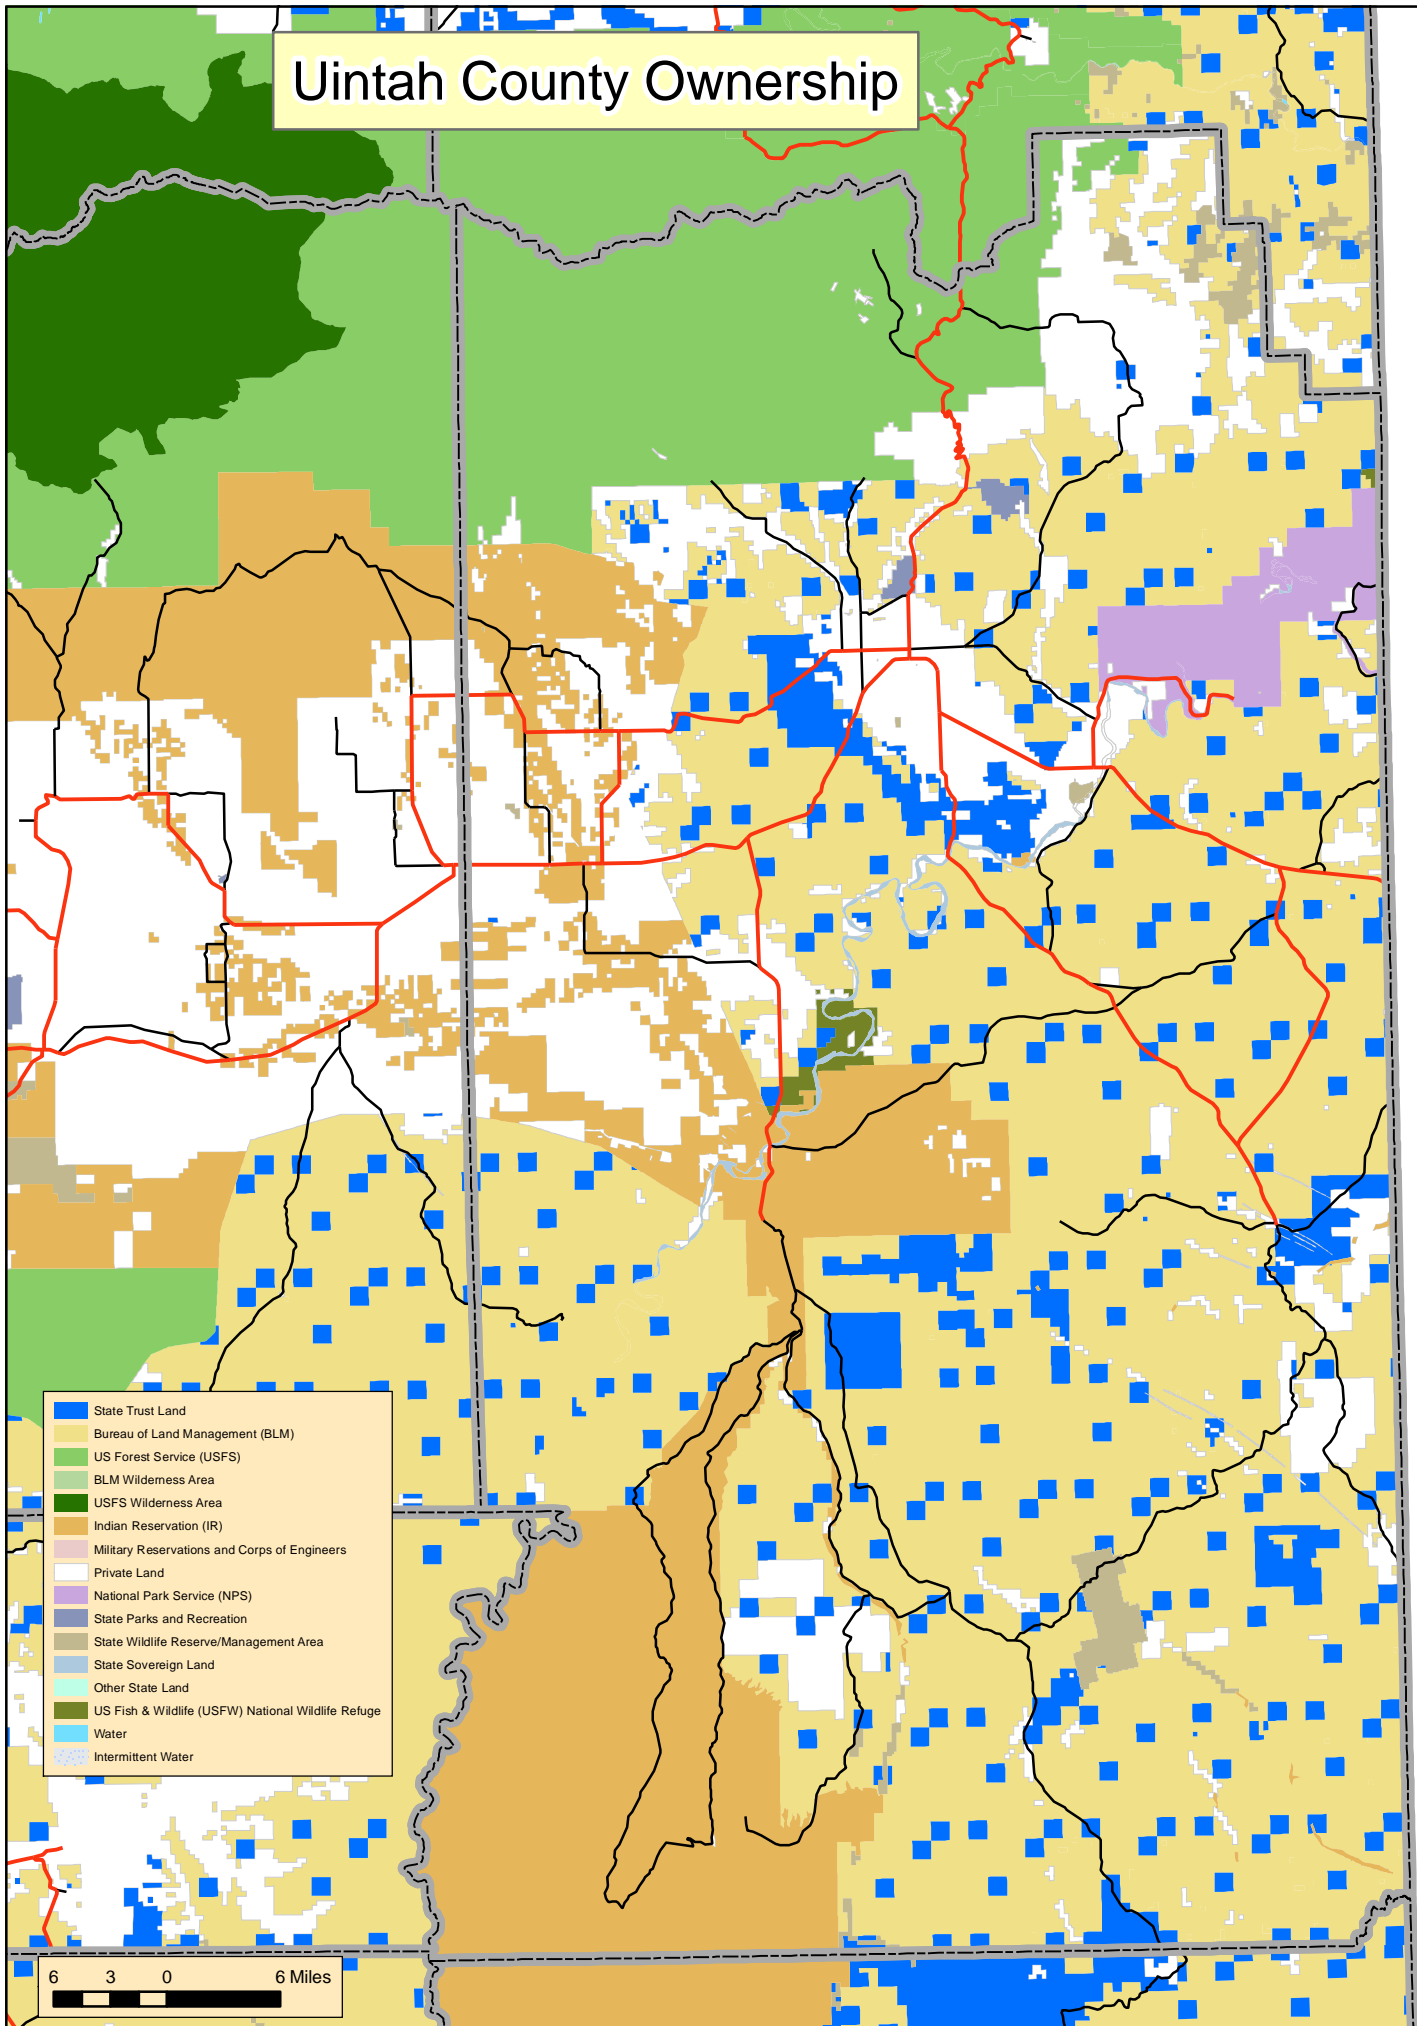 Uintah County Ownership
State Trust Land
Bureau of Land Management (BLM)
US Forest Service (USFS)
BLM Wilderness Area
USFS Wilderness Area
Indian Reservation (IR)
Military Reservations and Corps of Engineers
Private Land
National Park Service (NPS)
State Parks and Recreation
State Wildlife Reserve/Management Area
State Sovereign Land
Other State Land
US Fish & Wildlife (USFW) National Wildlife Refuge
Water
Intermittent Water
6 3 0 6 Miles